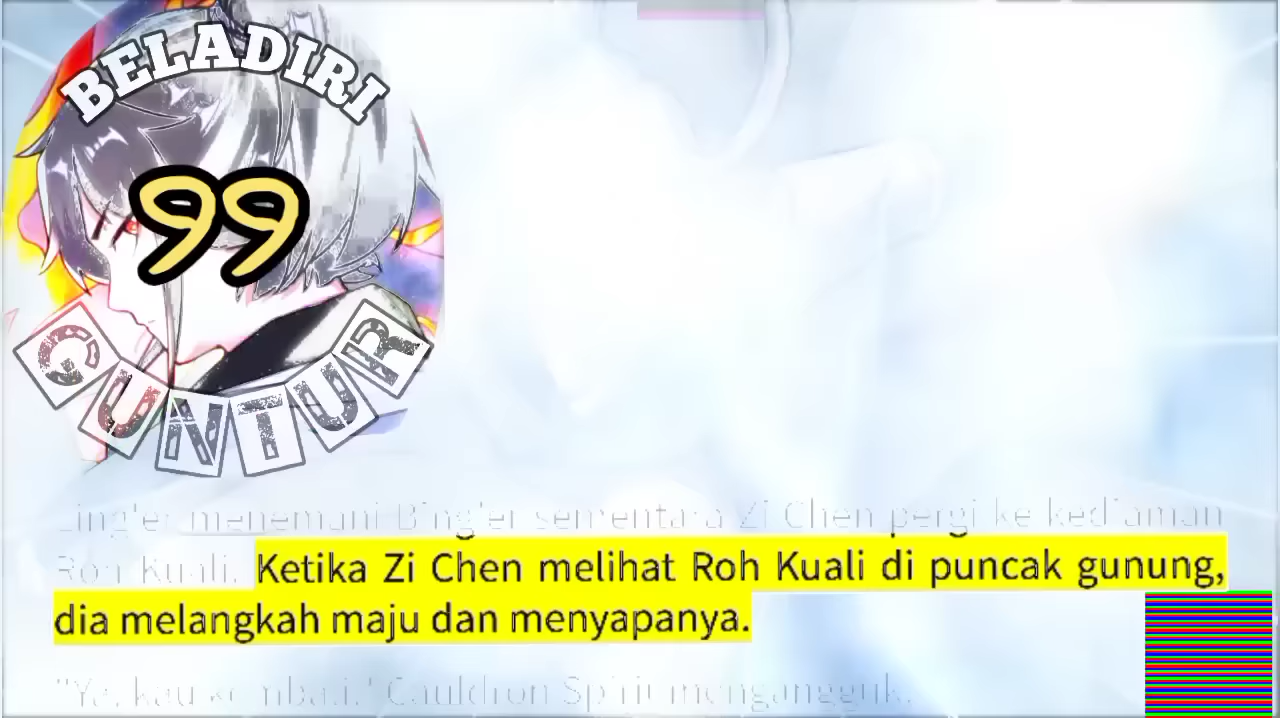 BELADIRI
99
GUNTUR
Ling'er menemani Bing'er sementara Zi Chen pergi ke kediaman
Roh Kuali. Ketika Zi Chen melihat Roh Kuali di puncak gunung,
dia melangkah maju dan menyapanya.
"Ya, kau kembali." Cauldron Spirit mengangguk.